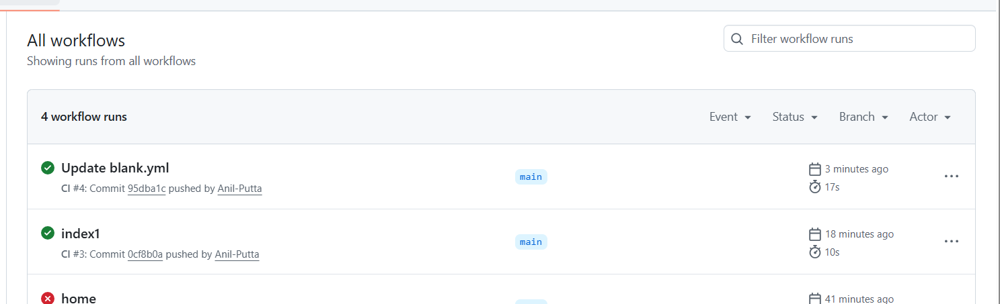 All workflows
Filter workflow runs
Showing runs from all workflows
4 workflow runs
Event
Status
Branch
Actor
Update blank.yml
CI #4: Commit 95dba1c pushed by Anil-Putta
main
3 minutes ago
17s
index1
CI #3: Commit 0cf8b0a pushed by Anil-Putta
main
18 minutes ago
10s
home
41 minutes ago